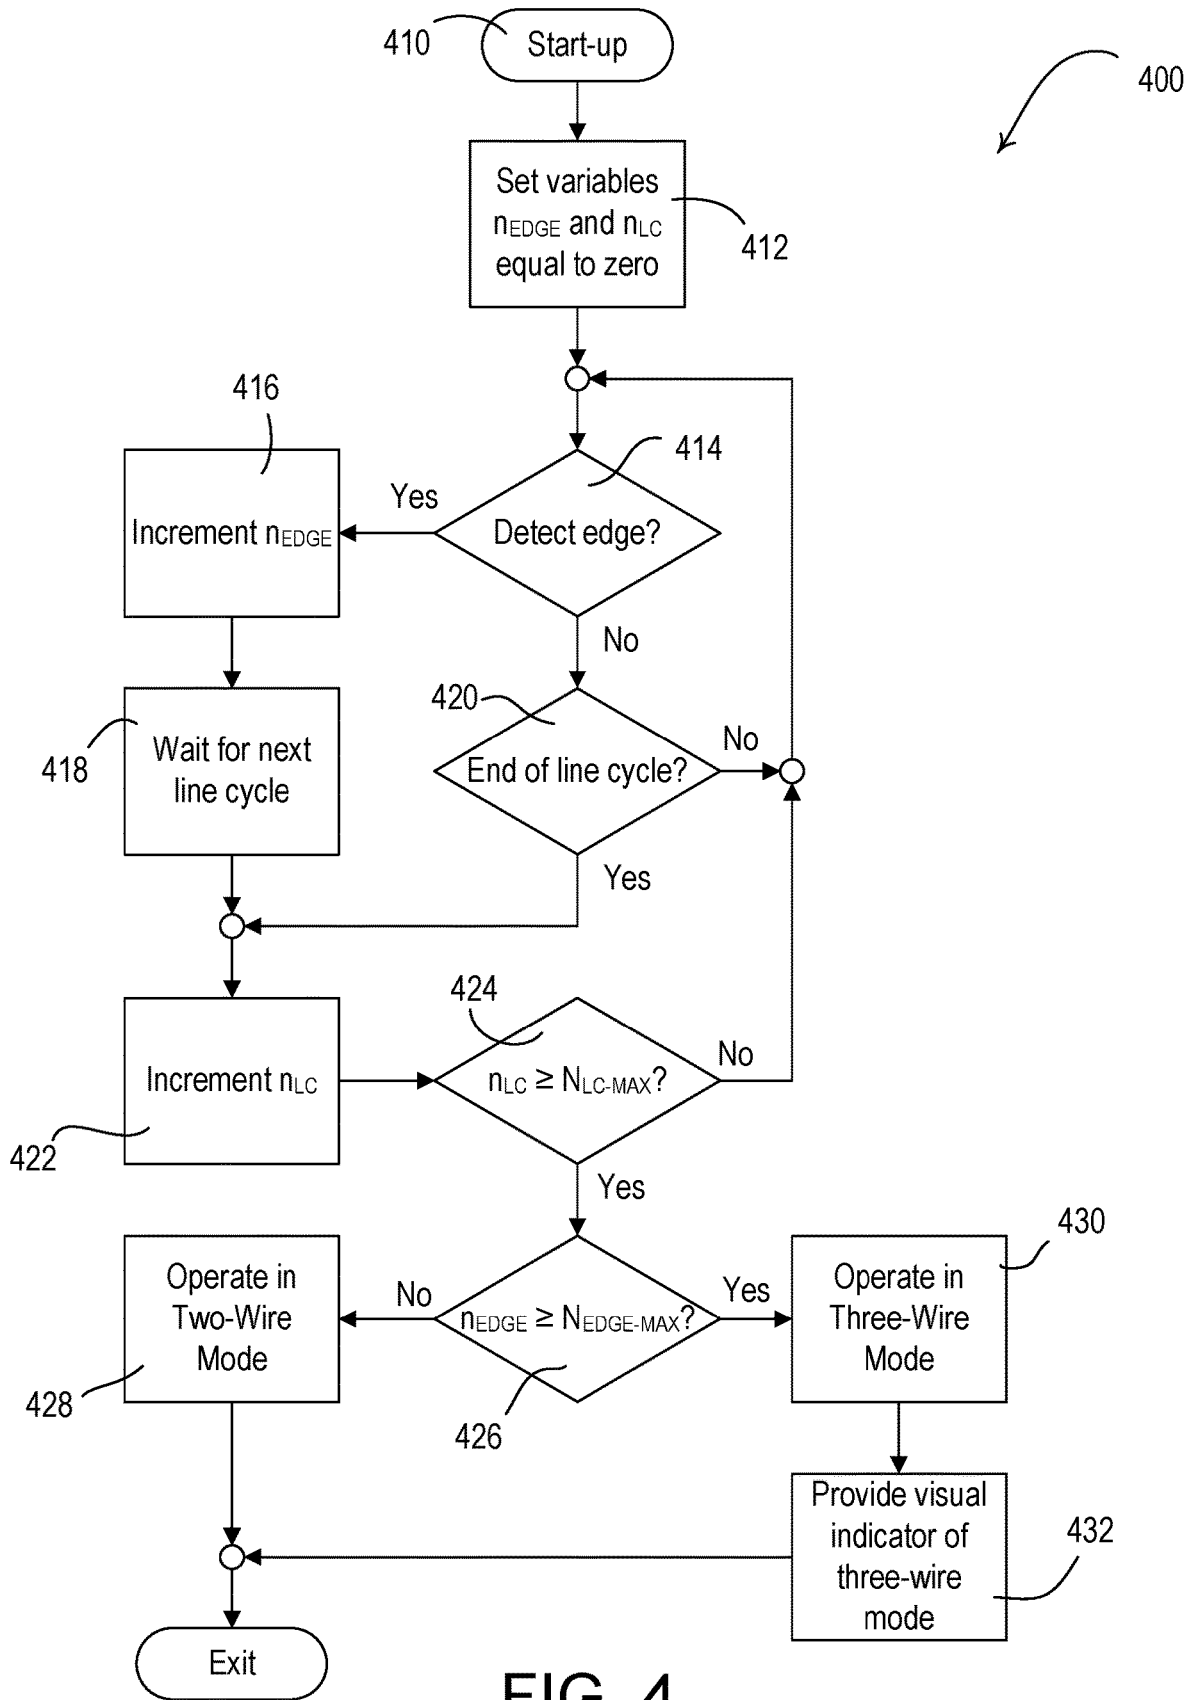 410
Start-up
400
Set variables
nEDGE and nLC
equal to zero
412
416
414
Yes
Increment nEDGE
Detect edge?
No
420
418
Wait for next
line cycle
End of line cycle?
No
Yes
424
Increment nLC
nLC ≥ NLC-MAX?
No
422
Yes
430
Operate in
Two-Wire
Mode
No
nEDGE ≥ NEDGE-MAX?
Yes
Operate in
Three-Wire
Mode
428
426
Provide visual
indicator of
three-wire
mode
432
Exit
FIG. 4